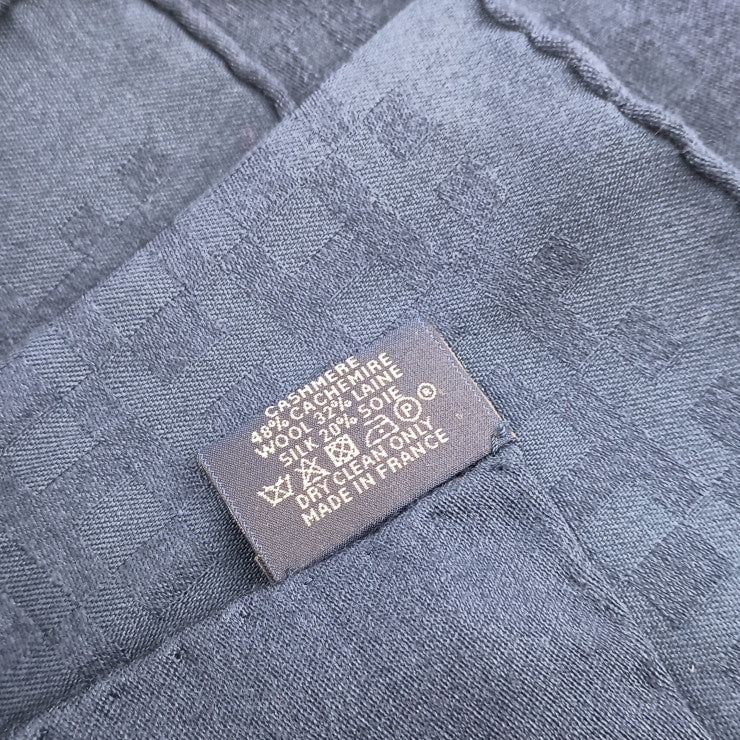 CASHMERE
48% CACHEMIRE
WOOL 32% LAINE
SILK 20% SOIE
P ®
DRY CLEAN ONLY
MADE IN FRANCE